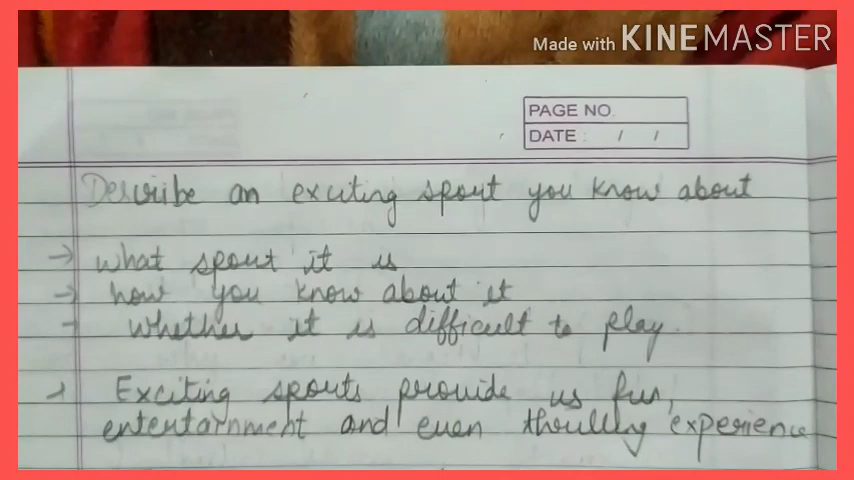 Made with KINEMASTER
PAGE NO.
DATE : / /
Describe an exciting sport you know about
→ what sport it is
→ how you know about it
→ whether it is difficult to play.
→ Exciting sports provide us fun,
entertainment and even thrilling experience